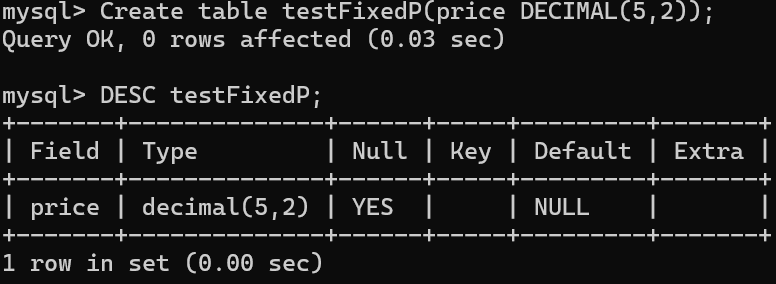 mysql> Create table testFixedP(price DECIMAL(5,2));
Query OK, 0 rows affected (0.03 sec)
mysql> DESC testFixedP;
+-------+--------------+------+-----+---------+-------+
| Field | Type         | Null | Key | Default | Extra |
+-------+--------------+------+-----+---------+-------+
| price | decimal(5,2) | YES  |     | NULL    |       |
+-------+--------------+------+-----+---------+-------+
1 row in set (0.00 sec)